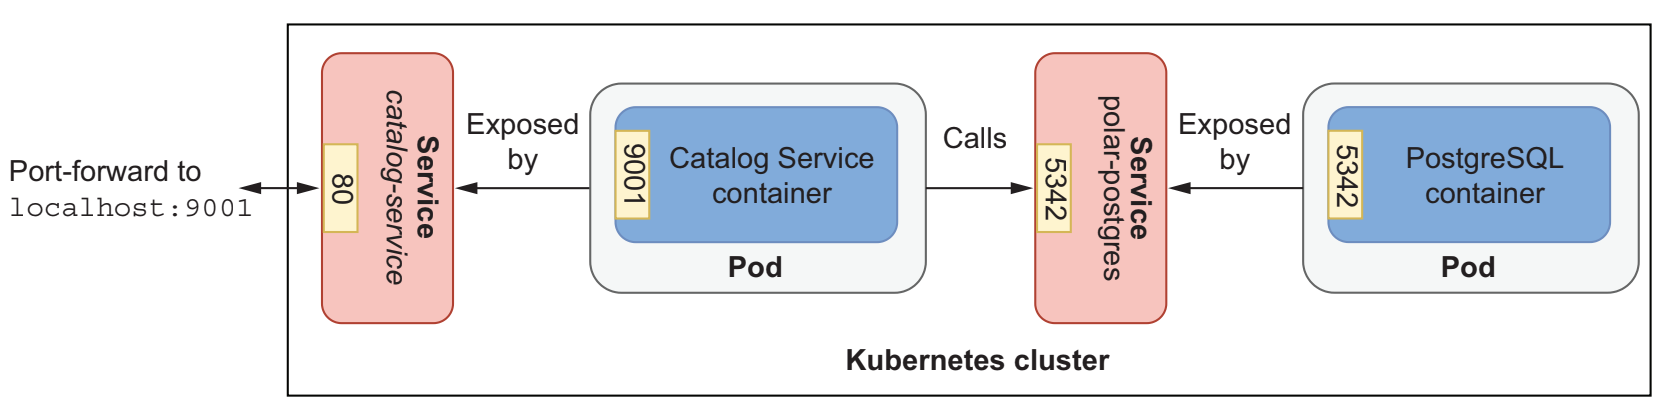 Port-forward to
localhost:9001
80
catalog-service
Service
Exposed
by
9001
Catalog Service
container
Pod
Calls
5342
polar-postgres
Service
Exposed
by
5342
PostgreSQL
container
Pod
Kubernetes cluster